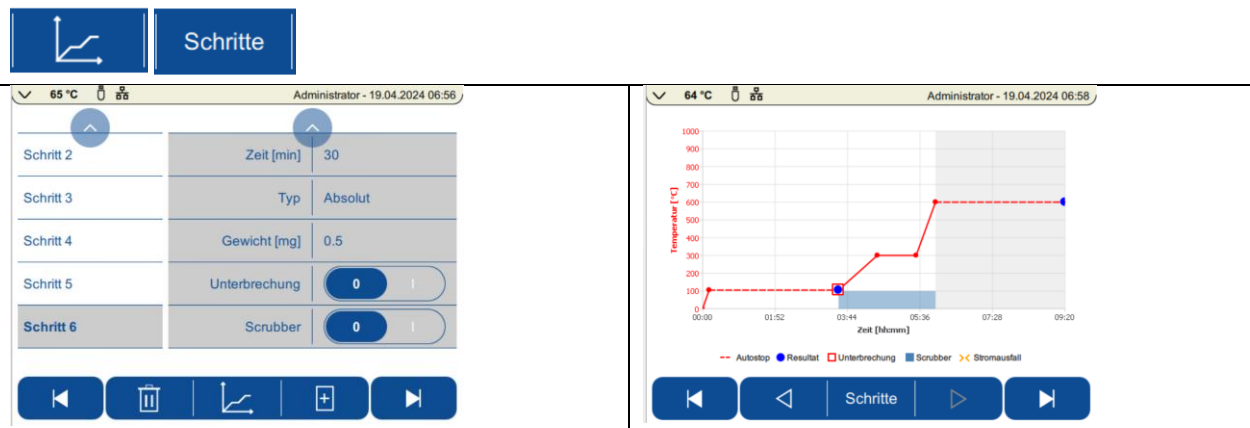 Schritte
65 °C Administrator - 19.04.2024 06:56
Schritt 2 Zeit [min] 30
Schritt 3 Typ Absolut
Schritt 4 Gewicht [mg] 0.5
Schritt 5 Unterbrechung 0 I
Schritt 6 Scrubber 0 I
64 °C Administrator - 19.04.2024 06:58
Temperatur [°C]
1000
900
800
700
600
500
400
300
200
100
0
00:00 01:52 03:44 05:36 07:28 09:20
Zeit [hh:mm]
Autostop Resultat Unterbrechung Scrubber Stromausfall
Schritte